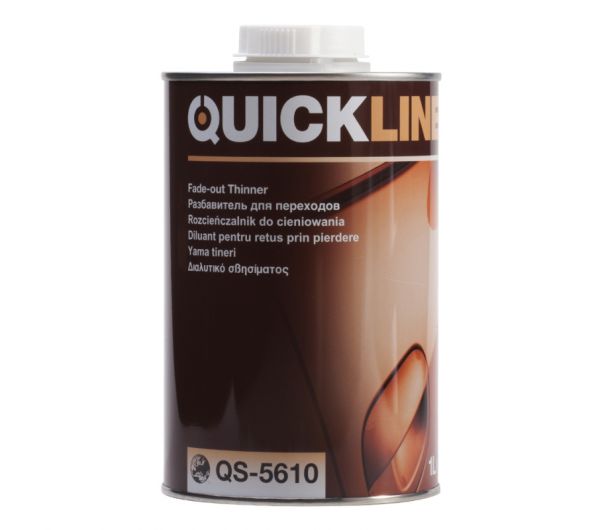 QUICKLINE
Fade-out Thinner
Разбавитель для переходов
Rozcieńczalnik do cieniowania
Diluant pentru retus prin pierdere
Yama tineri
Διαλυτικό σβησίματος
QS-5610
1L